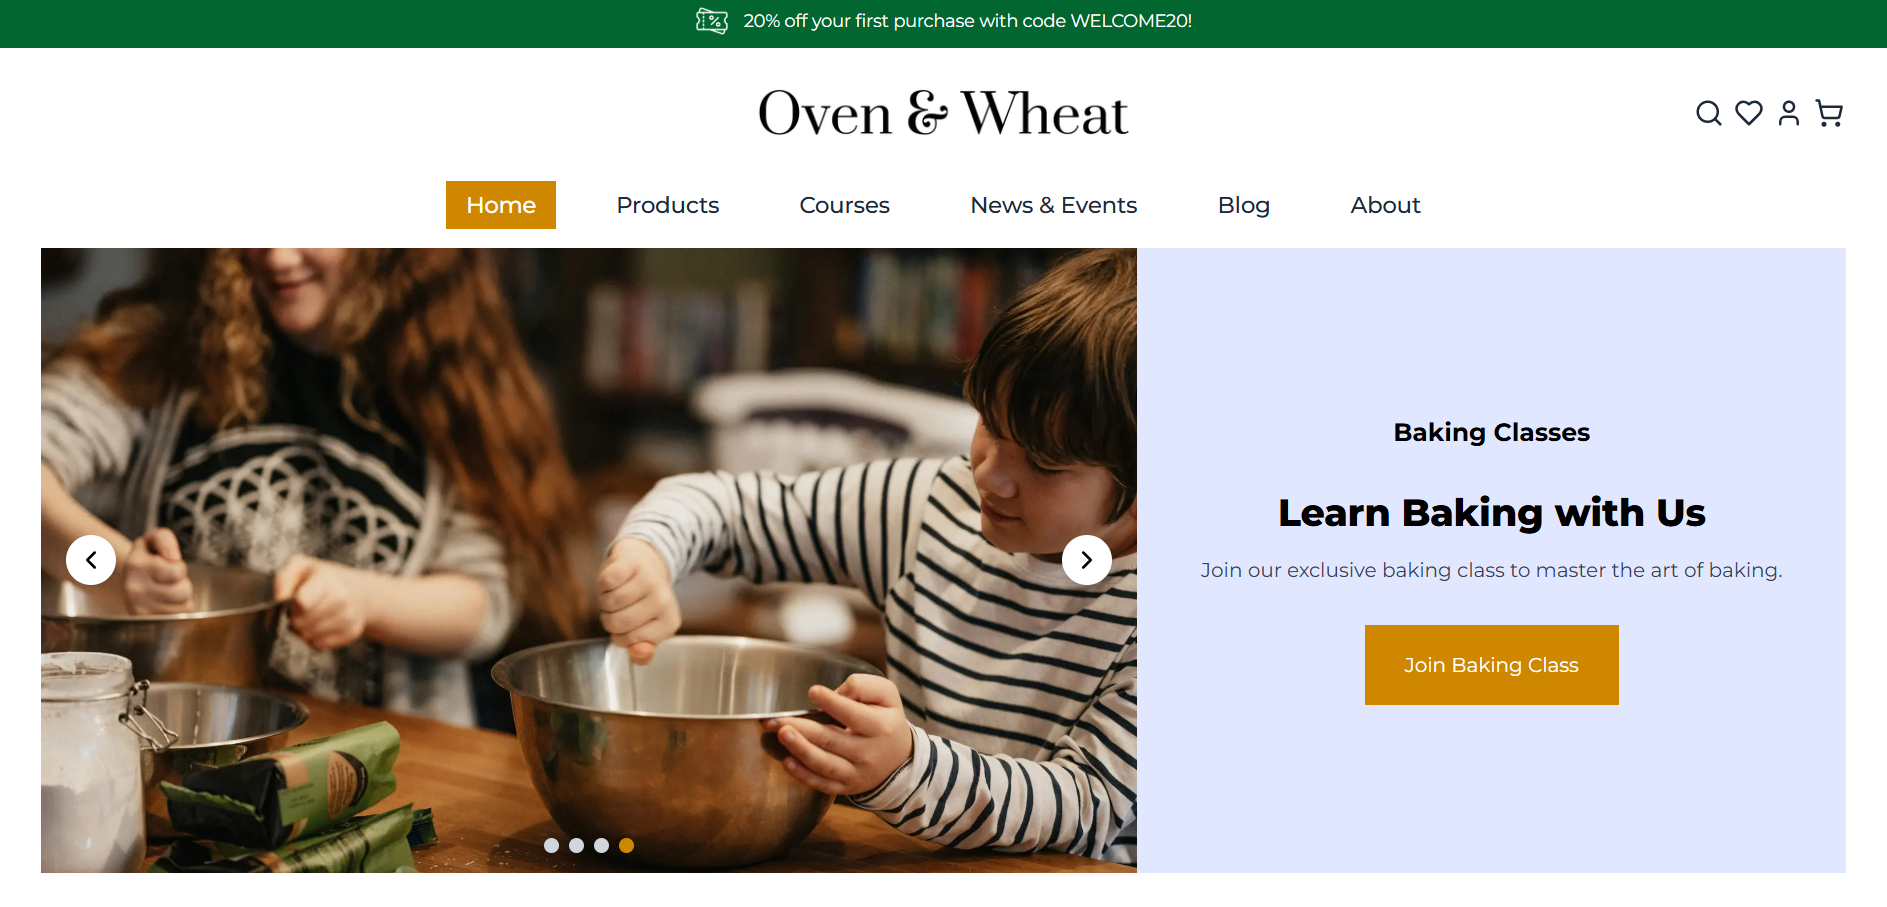 20% off your first purchase with code WELCOME20!
Oven & Wheat
Home Products Courses News & Events Blog About
Baking Classes
Learn Baking with Us
Join our exclusive baking class to master the art of baking.
Join Baking Class